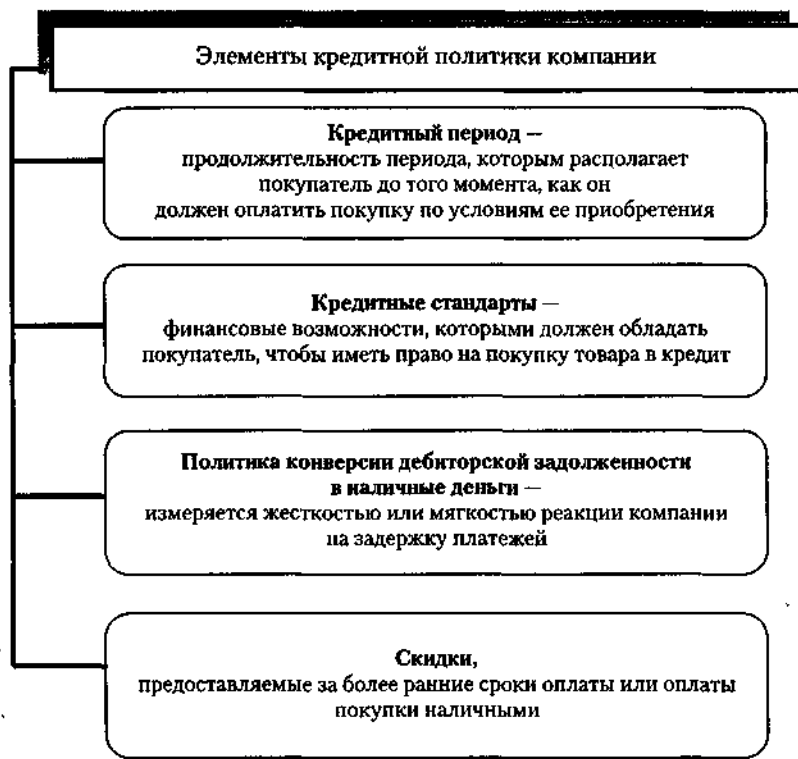 Элементы кредитной политики компании
Кредитный период —
продолжительность периода, которым располагает
покупатель до того момента, как он
должен оплатить покупку по условиям ее приобретения
Кредитные стандарты —
финансовые возможности, которыми должен обладать
покупатель, чтобы иметь право на покупку товара в кредит
Политика конверсии дебиторской задолженности
в наличные деньги —
измеряется жесткостью или мягкостью реакции компании
на задержку платежей
Скидки,
предоставляемые за более ранние сроки оплаты или оплаты
покупки наличными